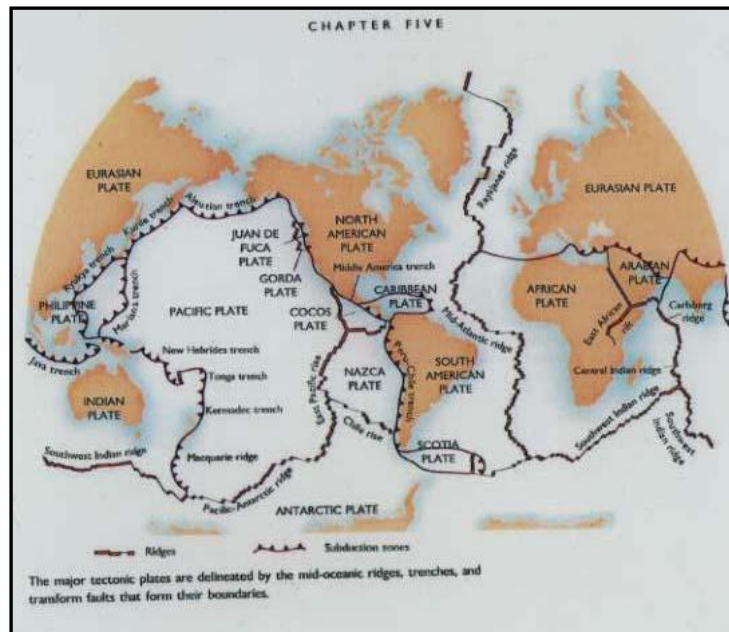 CHAPTER FIVE
EURASIAN
PLATE
Aleutian trench
Kurile trench
Ryukyu trench
Mariana trench
PHILIPPINE
PLATE
PACIFIC PLATE
JUAN DE
FUCA
PLATE
GORDA
PLATE
NORTH
AMERICAN
PLATE
Middle America trench
CARIBBEAN
PLATE
COCOS
PLATE
Reykjanes ridge
Mid-Atlantic ridge
EURASIAN PLATE
ARABIAN
PLATE
AFRICAN
PLATE
East African
rift
Carlsberg
ridge
Central Indian ridge
Java trench
New Hebrides trench
Tonga trench
Kermadec trench
INDIAN
PLATE
Macquarie ridge
Southwest Indian ridge
Pacific-Antarctic ridge
East Pacific rise
NAZCA
PLATE
Peru-Chile trench
Chile rise
SOUTH
AMERICAN
PLATE
SCOTIA
PLATE
Southwest Indian ridge
Southwest
Indian ridge
ANTARCTIC PLATE
Ridges
Subduction zones
The major tectonic plates are delineated by the mid-oceanic ridges, trenches, and
transform faults that form their boundaries.